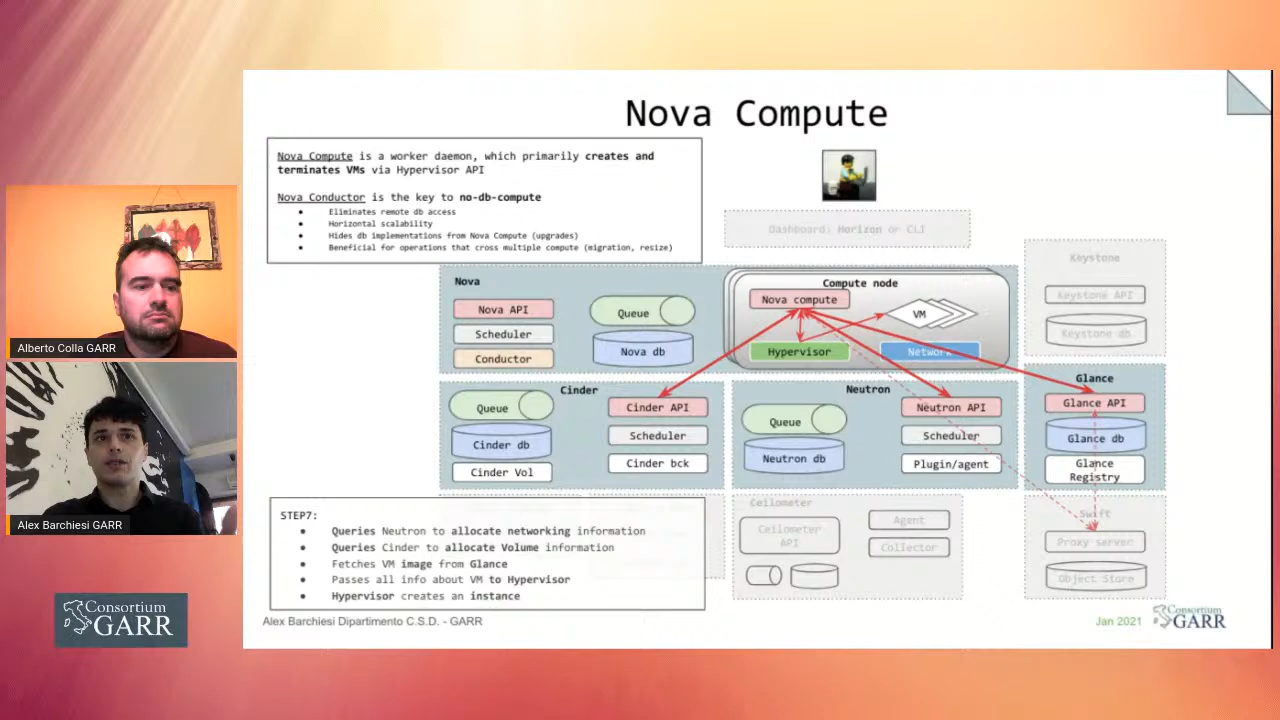 Nova Compute
Nova Compute is a worker daemon, which primarily creates and
terminates VMs via Hypervisor API
Nova Conductor is the key to no-db-compute
● Eliminates remote db access
● Horizontal scalability
● Hides db implementations from Nova Compute (upgrades)
● Beneficial for operations that cross multiple compute (migration, resize)
Dashboard: Horizon or CLI
Keystone
Keystone API
Keystone db
Nova
Nova API
Scheduler
Conductor
Queue
Nova db
Compute node
Nova compute
VM
Hypervisor
Network
Cinder
Queue
Cinder db
Cinder Vol
Cinder API
Scheduler
Cinder bck
Neutron
Queue
Neutron db
Neutron API
Scheduler
Plugin/agent
Glance
Glance API
Glance db
Glance
Registry
STEP7:
● Queries Neutron to allocate networking information
● Queries Cinder to allocate Volume information
● Fetches VM image from Glance
● Passes all info about VM to Hypervisor
● Hypervisor creates an instance
Ceilometer
Ceilometer
API
Agent
Collector
Swift
Proxy server
Object Store
Alex Barchiesi Dipartimento C.S.D. - GARR
Jan 2021
Consortium
GARR
Alberto Colla GARR
Alex Barchiesi GARR
Consortium
GARR